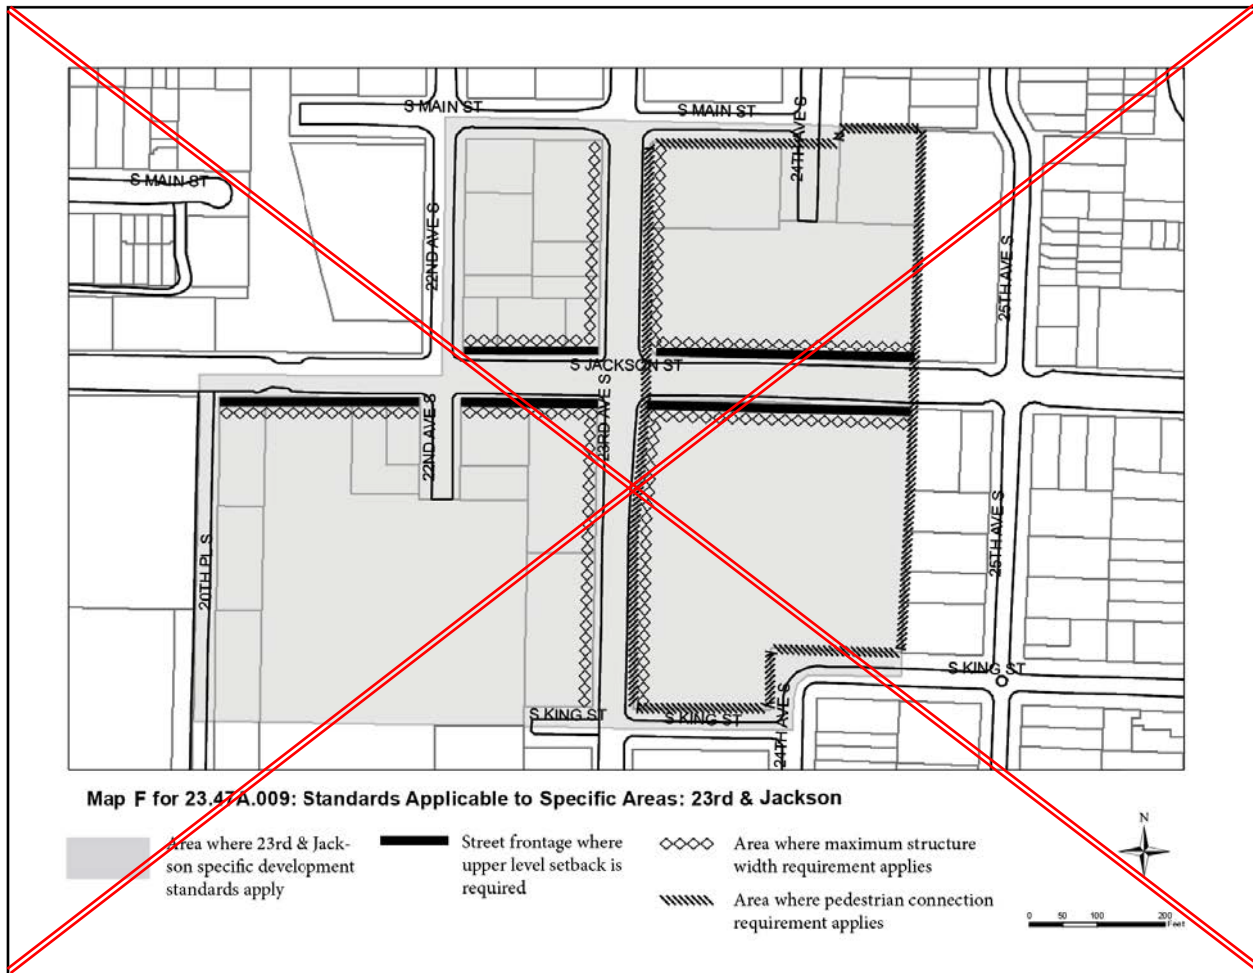 S MAIN ST
S MAIN ST
24TH AVE S
S MAIN ST
22ND AVE S
25TH AVE S
S JACKSON ST
23RD AVE S
22ND AVE S
25TH AVE S
20TH PL S
S KING ST
S KING ST
S KING ST
24TH AVE S
Map F for 23.47A.009: Standards Applicable to Specific Areas: 23rd & Jackson
Area where 23rd & Jack-
son specific development
standards apply
Street frontage where
upper level setback is
required
Area where maximum structure
width requirement applies
Area where pedestrian connection
requirement applies
N
0 50 100 200
Feet